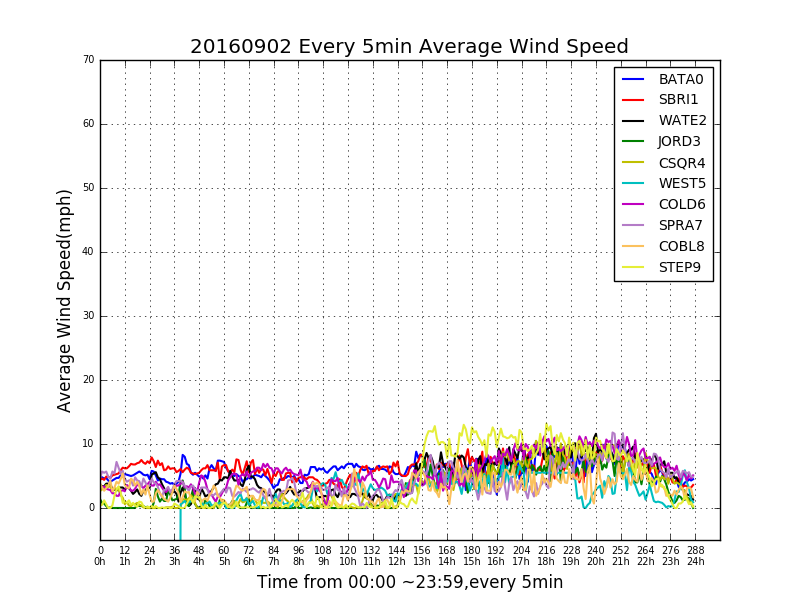 20160902 Every 5min Average Wind Speed
70
60
50
40
30
20
10
0
Average Wind Speed(mph)
BATA0
SBRI1
WATE2
JORD3
CSQR4
WEST5
COLD6
SPRA7
COBL8
STEP9
0 12 24 36 48 60 72 84 96 108 120 132 144 156 168 180 192 204 216 228 240 252 264 276 288
0h 1h 2h 3h 4h 5h 6h 7h 8h 9h 10h 11h 12h 13h 14h 15h 16h 17h 18h 19h 20h 21h 22h 23h 24h
Time from 00:00 ~23:59,every 5min